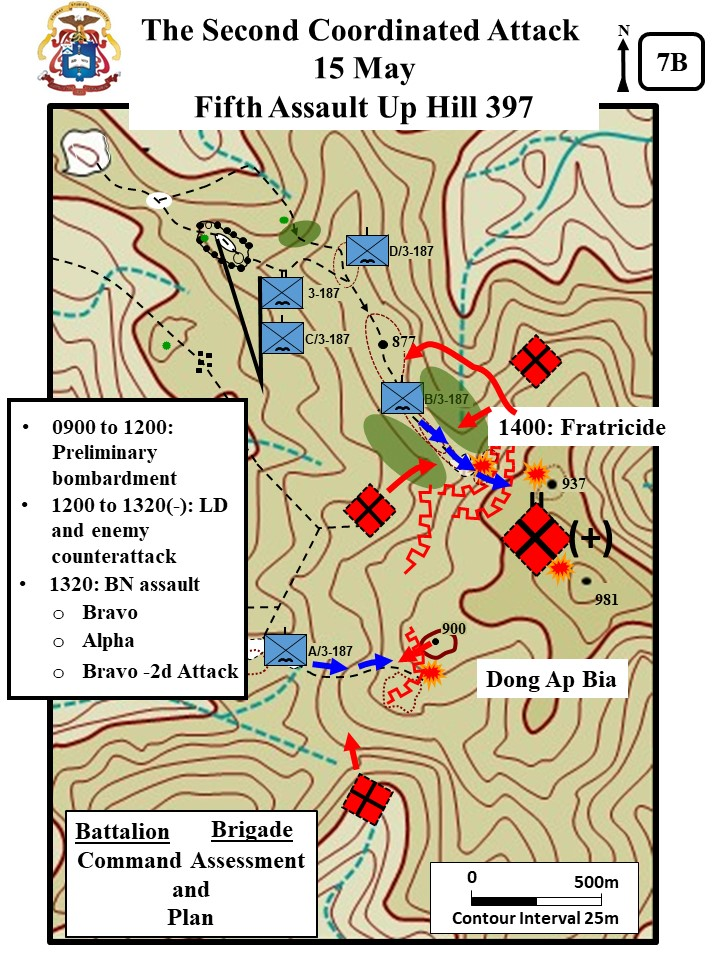 The Second Coordinated Attack
15 May
Fifth Assault Up Hill 397
N
7B
D/3-187
3-187
C/3-187
877
B/3-187
1400: Fratricide
• 0900 to 1200:
Preliminary
bombardment
• 1200 to 1320(-): LD
and enemy
counterattack
• 1320: BN assault
o Bravo
o Alpha
o Bravo -2d Attack
937
(+)
981
900
A/3-187
Dong Ap Bia
Battalion Brigade
Command Assessment
and
Plan
0 500m
Contour Interval 25m